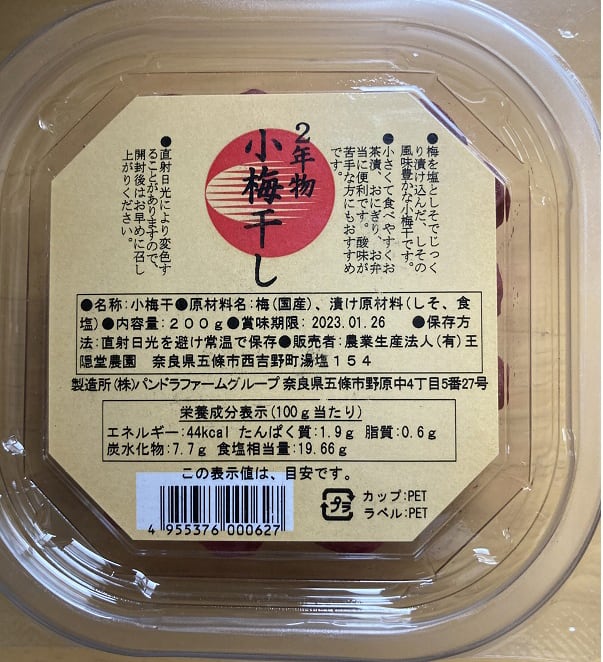 2年物
小梅干し
●梅を塩としそでじっく
り漬け込んだ、しその
風味豊かな小梅干です。
●小さくて食べやすくお
茶漬、おにぎり、お弁
当に便利です。酸味が
苦手な方にもおすすめ
です。
●直射日光により変色す
ることがありますので、
開封後はお早めに召し
上がりください。
●名称:小梅干●原材料名:梅(国産)、漬け原材料(しそ、食
塩)●内容量:200g●賞味期限:2023.01.26 ●保存方
法:直射日光を避け常温で保存●販売者:農業生産法人(有)王
隠堂農園 奈良県五條市西吉野町湯塩154
製造所(株)パンドラファームグループ 奈良県五條市野原中4丁目5番27号
栄養成分表示(100g当たり)
エネルギー:44kcal たんぱく質:1.9g 脂質:0.6g
炭水化物:7.7g 食塩相当量:19.66g
この表示値は、目安です。
4 955376 000627
プラ
カップ:PET
ラベル:PET